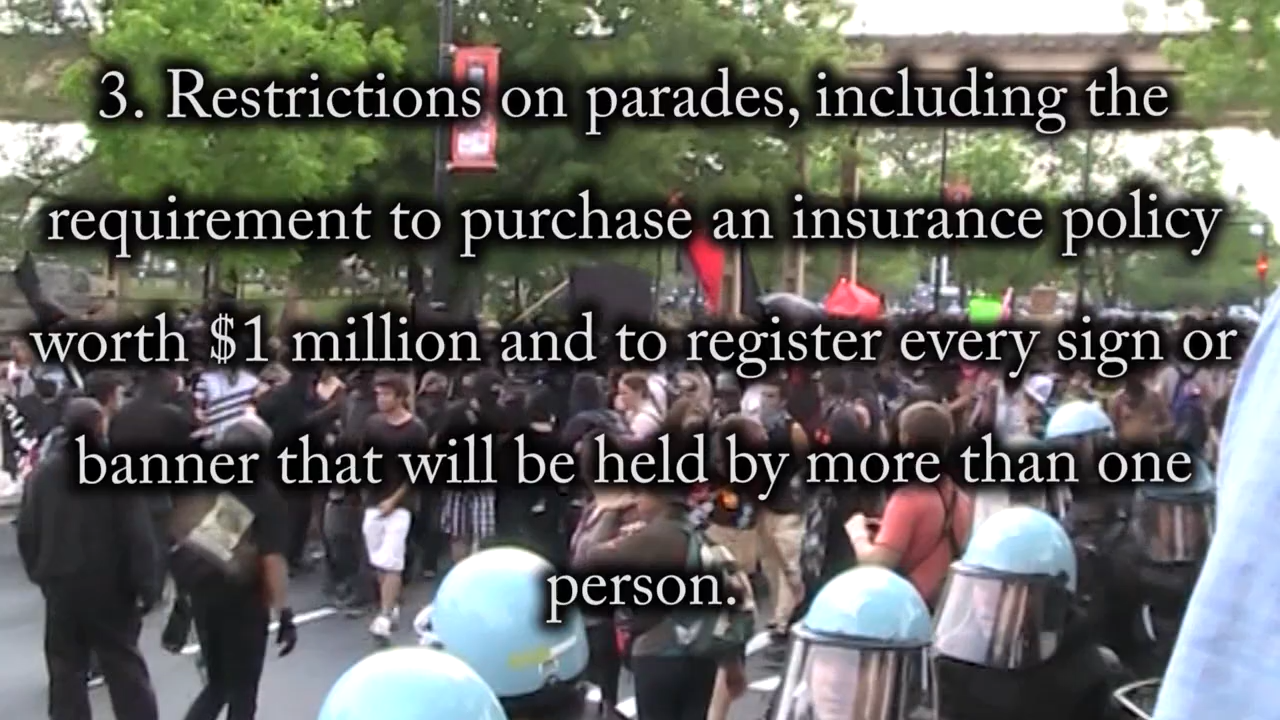 3. Restrictions on parades, including the
requirement to purchase an insurance policy
worth $1 million and to register every sign or
banner that will be held by more than one
person.